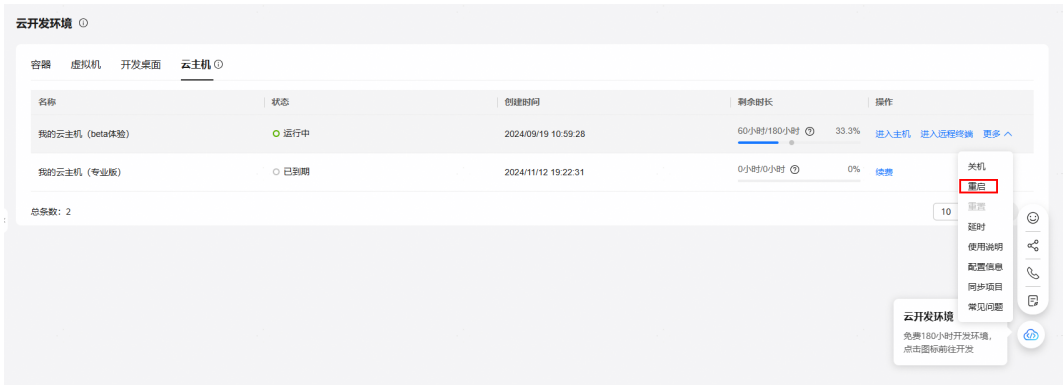 云开发环境
容器 虚拟机 开发桌面 云主机
名称 状态 创建时间 剩余时长 操作
我的云主机（beta体验） 运行中 2024/09/19 10:59:28 60小时/180小时 33.3% 进入主机 进入远程终端 更多
我的云主机（专业版） 已到期 2024/11/12 19:22:31 0小时/0小时 0% 续费
总条数：2
10
关机
重启
重置
延时
使用说明
配置信息
同步项目
常见问题
云开发环境
免费180小时开发环境，
点击图标前往开发